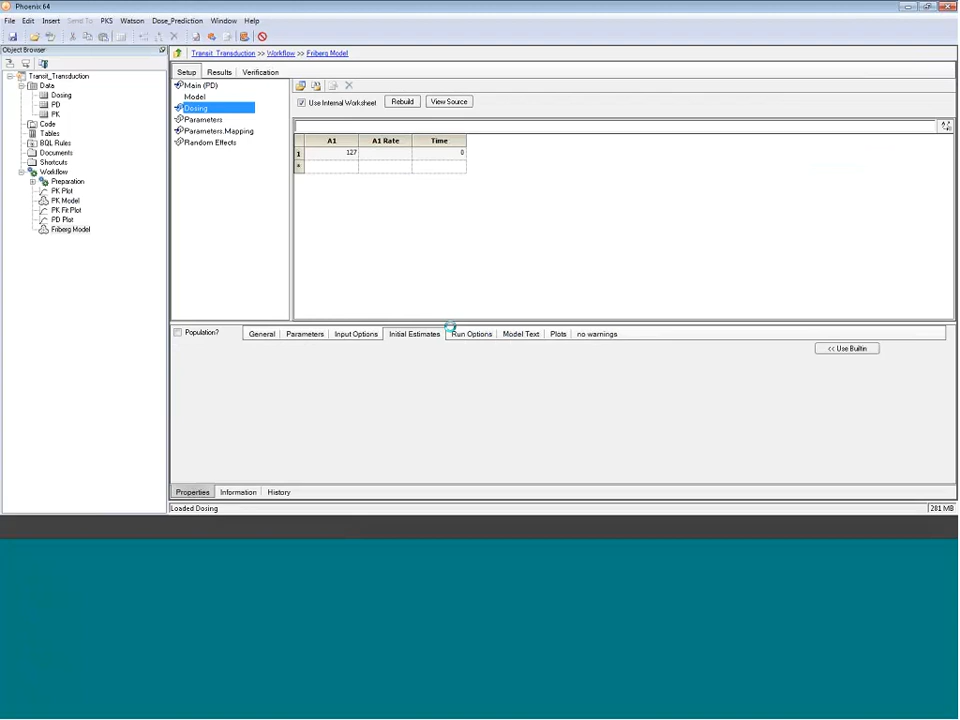 Phoenix 64
File Edit Insert Send To PKS Watson Dose_Prediction Window Help
Object Browser
Transit_Transduction >> Workflow >> Friberg Model
Transit_Transduction
Data
Dosing
PD
PK
Code
Tables
BQL Rules
Documents
Shortcuts
Workflow
Preparation
PK Plot
PK Model
PK Fit Plot
PD Plot
Friberg Model
Setup Results Verification
Main (PD)
Model
Dosing
Parameters
Parameters.Mapping
Random Effects
Use Internal Worksheet Rebuild View Source
A1 A1 Rate Time
1 127 0
*
Population? General Parameters Input Options Initial Estimates Run Options Model Text Plots no warnings
<< Use Builtin
Properties Information History
Loaded Dosing 281 MB